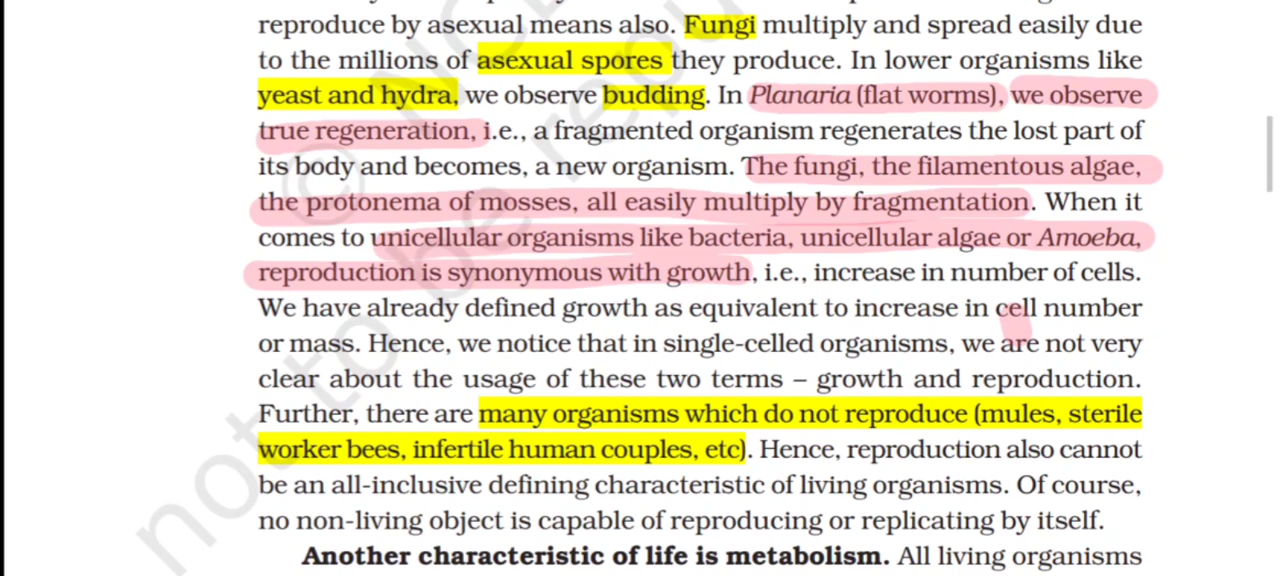 reproduce by asexual means also. Fungi multiply and spread easily due
to the millions of asexual spores they produce. In lower organisms like
yeast and hydra, we observe budding. In Planaria (flat worms), we observe
true regeneration, i.e., a fragmented organism regenerates the lost part of
its body and becomes, a new organism. The fungi, the filamentous algae,
the protonema of mosses, all easily multiply by fragmentation. When it
comes to unicellular organisms like bacteria, unicellular algae or Amoeba,
reproduction is synonymous with growth, i.e., increase in number of cells.
We have already defined growth as equivalent to increase in cell number
or mass. Hence, we notice that in single-celled organisms, we are not very
clear about the usage of these two terms – growth and reproduction.
Further, there are many organisms which do not reproduce (mules, sterile
worker bees, infertile human couples, etc). Hence, reproduction also cannot
be an all-inclusive defining characteristic of living organisms. Of course,
no non-living object is capable of reproducing or replicating by itself.
Another characteristic of life is metabolism. All living organisms
© NCE
not to be repu